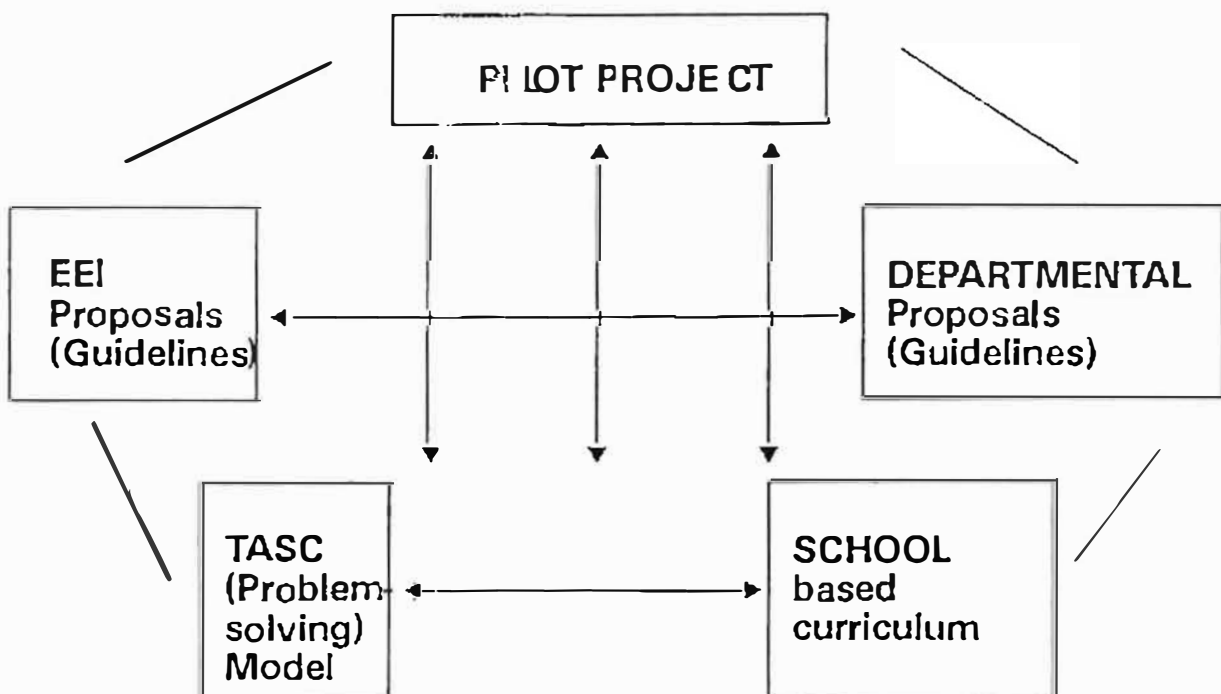 PILOT PROJECT
EEI
Proposals
(Guidelines)
DEPARTMENTAL
Proposals
(Guidelines)
TASC
(Problem-
solving)
Model
SCHOOL
based
curriculum